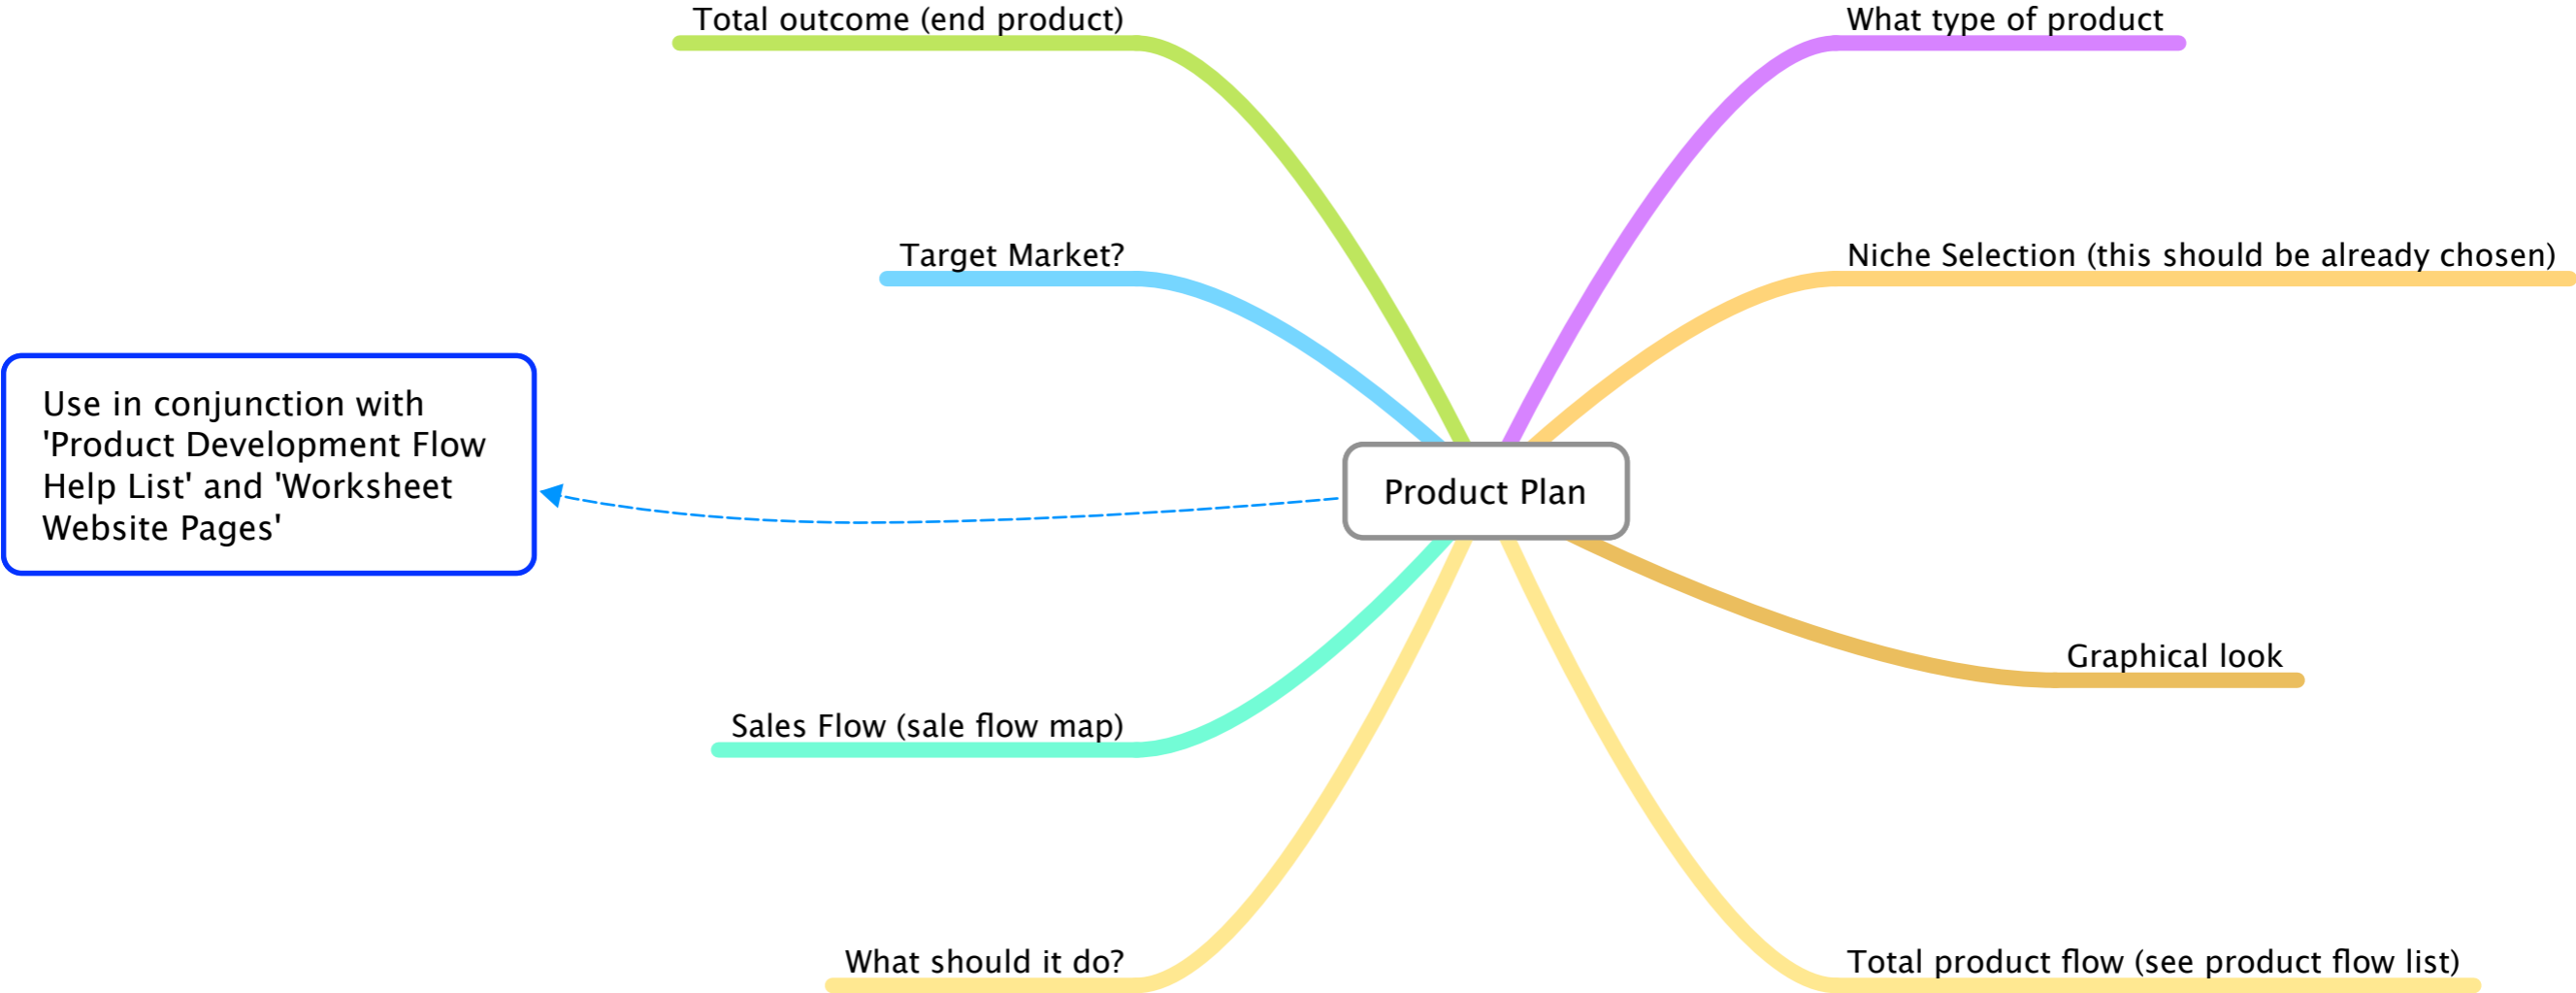 Total outcome (end product)
What type of product
Target Market?
Niche Selection (this should be already chosen)
Use in conjunction with
'Product Development Flow
Help List' and 'Worksheet
Website Pages'
Product Plan
Graphical look
Sales Flow (sale flow map)
What should it do?
Total product flow (see product flow list)